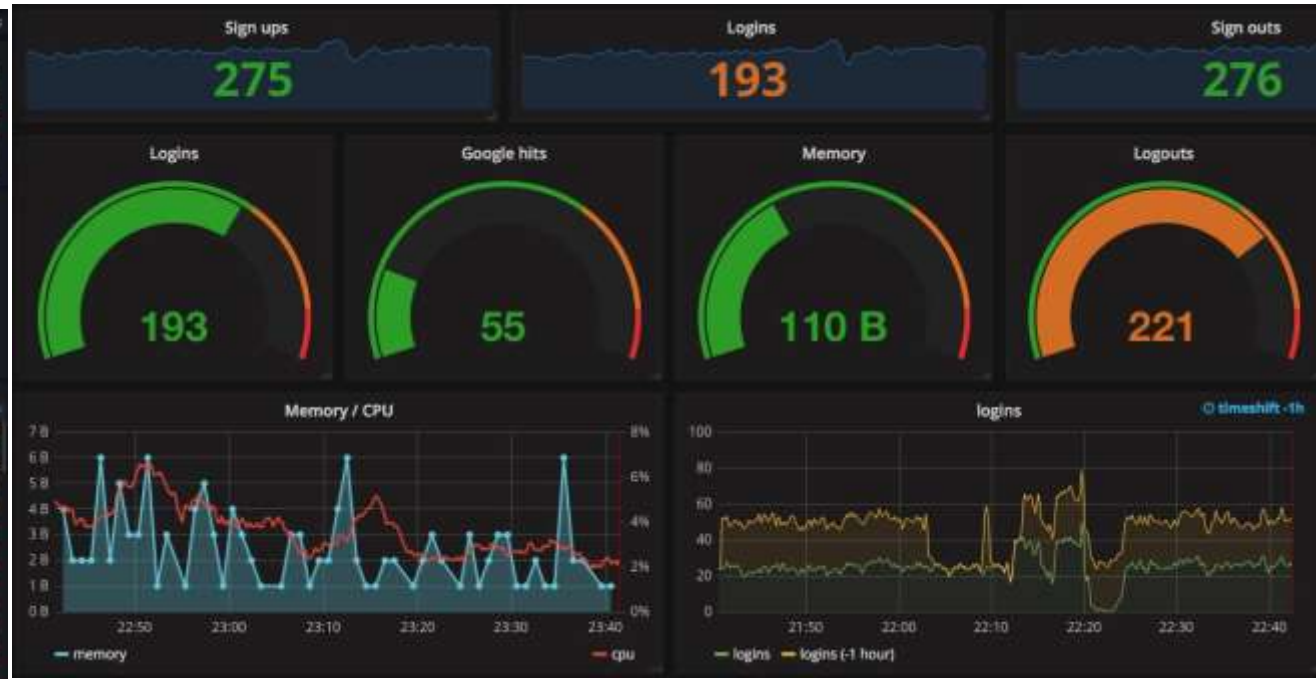 Sign ups
275
Logins
193
Sign outs
276
Logins
193
Google hits
55
Memory
110 B
Logouts
221
Memory / CPU
7 B
6 B
5 B
4 B
3 B
2 B
1 B
0 B
8%
6%
4%
2%
0%
22:50 23:00 23:10 23:20 23:30 23:40
memory
cpu
logins
timeshift -1h
100
80
60
40
20
0
21:50 22:00 22:10 22:20 22:30 22:40
logins logins (-1 hour)